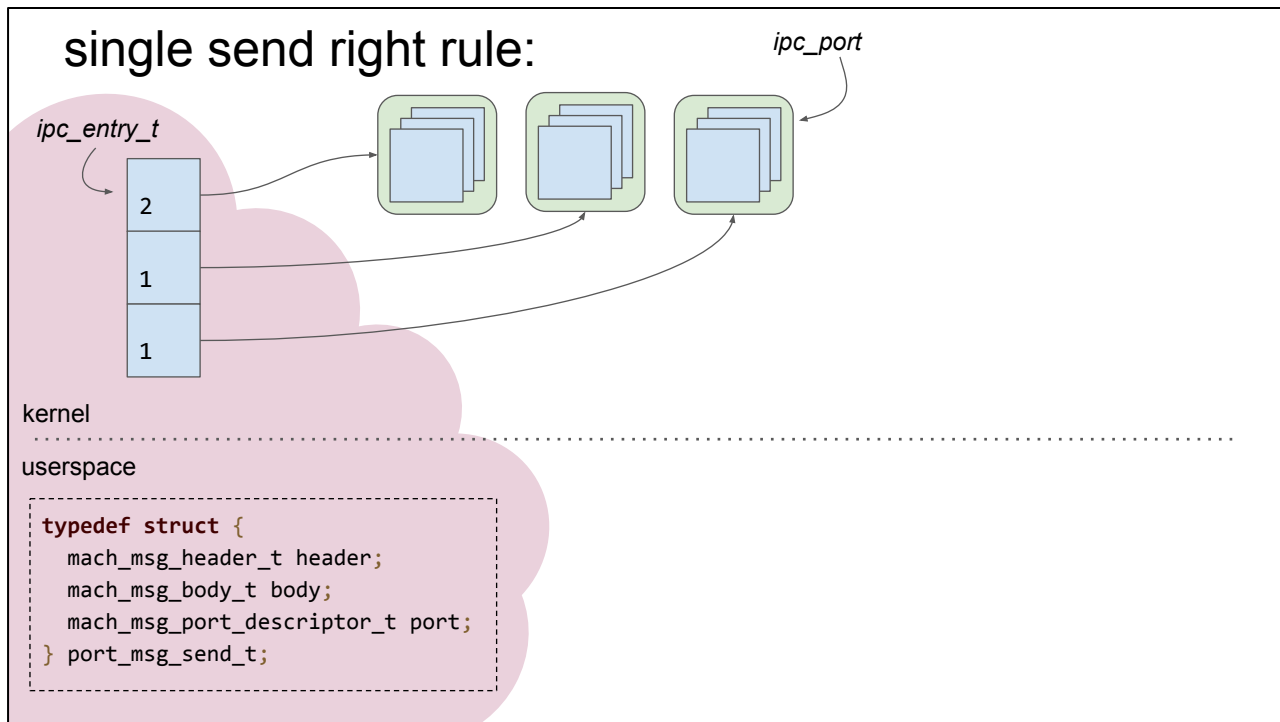 single send right rule:
ipc_port
ipc_entry_t
2
1
1
kernel
userspace
typedef struct {
  mach_msg_header_t header;
  mach_msg_body_t body;
  mach_msg_port_descriptor_t port;
} port_msg_send_t;